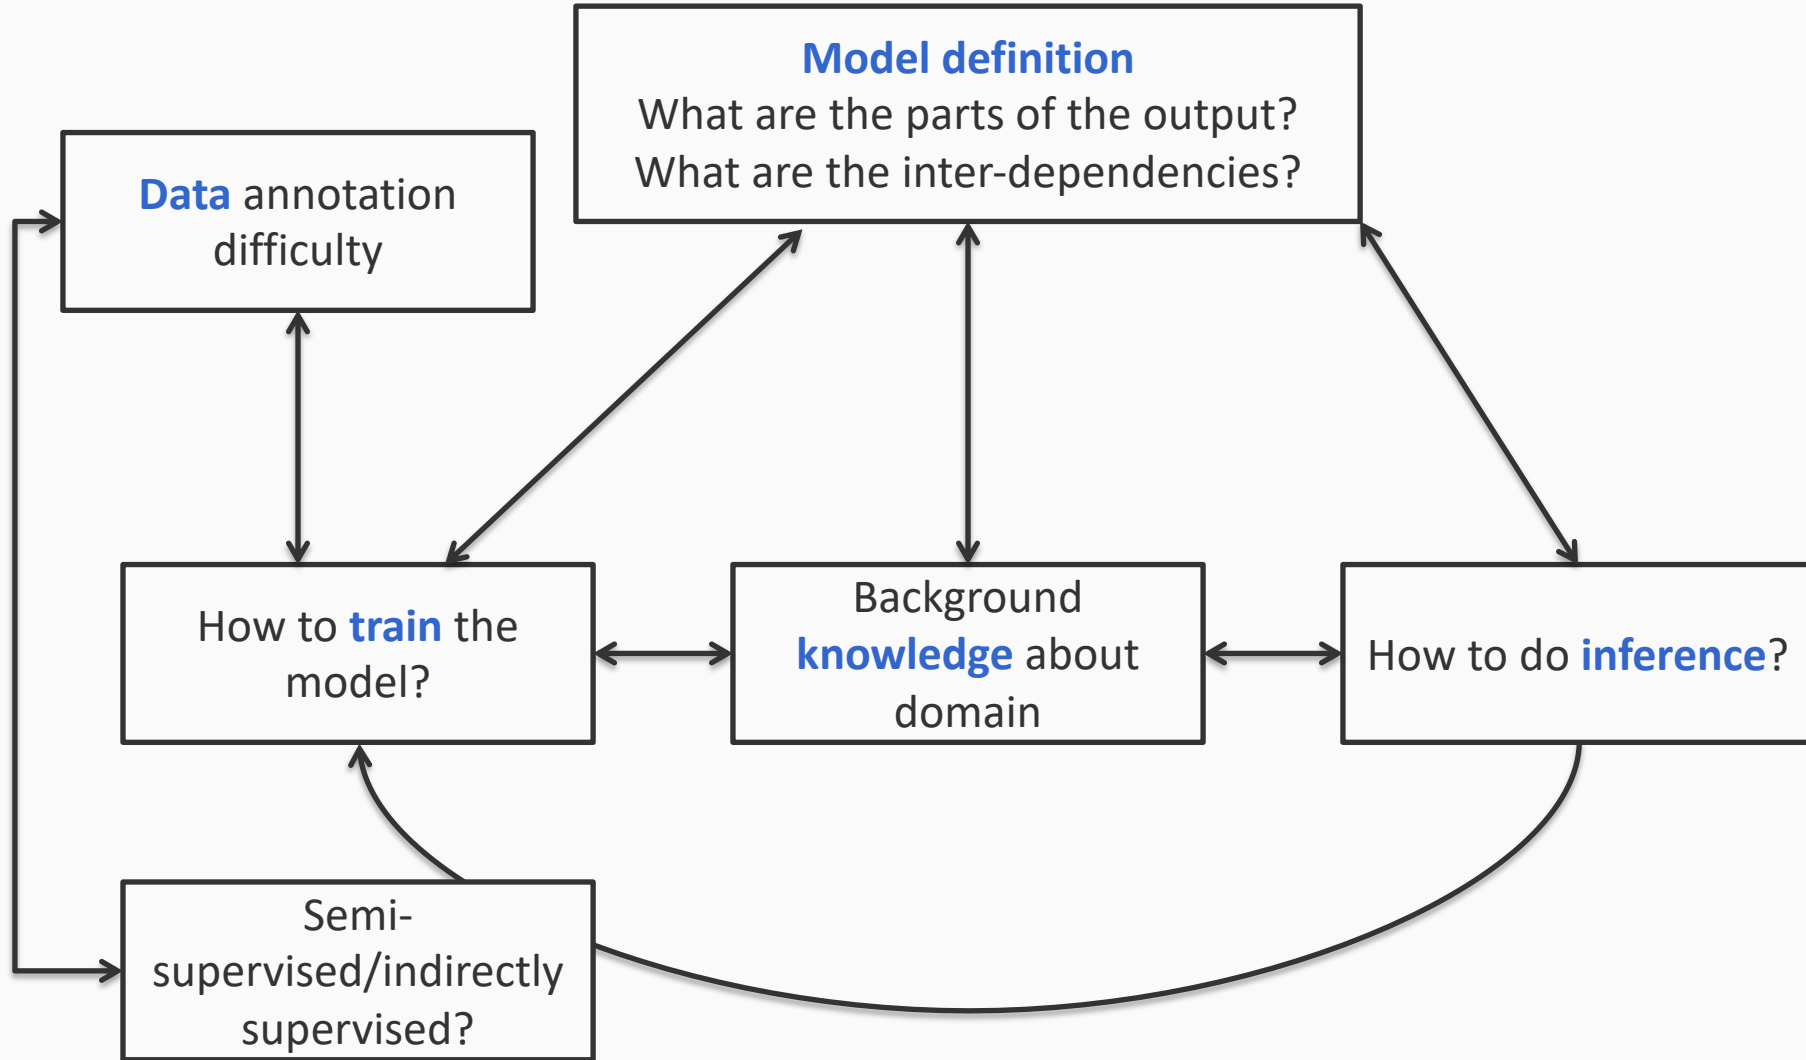 Model definition
What are the parts of the output?
What are the inter-dependencies?
Data annotation
difficulty
How to train the
model?
Background
knowledge about
domain
How to do inference?
Semi-
supervised/indirectly
supervised?